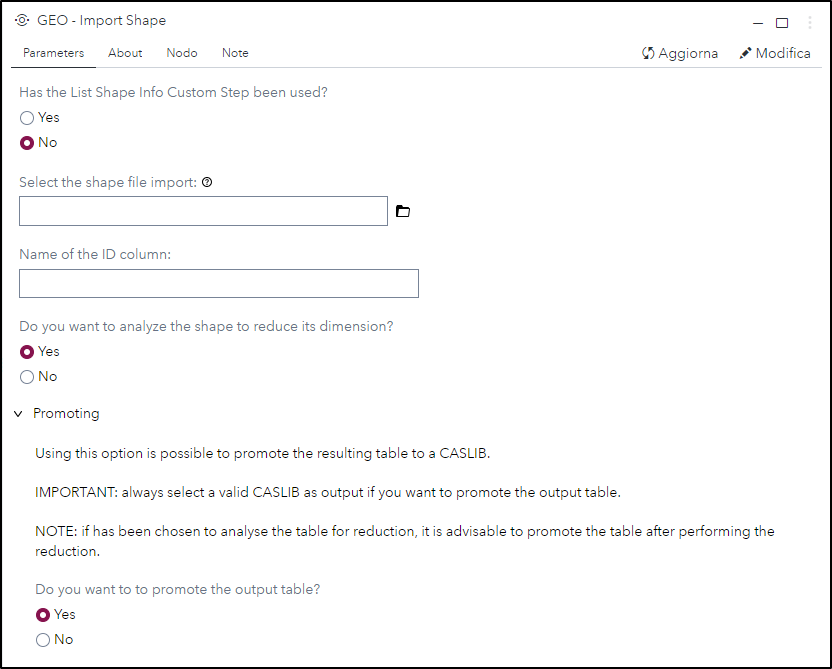 GEO - Import Shape
Parameters About Nodo Note Aggiorna Modifica
Has the List Shape Info Custom Step been used?
Yes
No
Select the shape file import:
Name of the ID column:
Do you want to analyze the shape to reduce its dimension?
Yes
No
Promoting
Using this option is possible to promote the resulting table to a CASLIB.
IMPORTANT: always select a valid CASLIB as output if you want to promote the output table.
NOTE: if has been chosen to analyse the table for reduction, it is advisable to promote the table after performing the
reduction.
Do you want to to promote the output table?
Yes
No